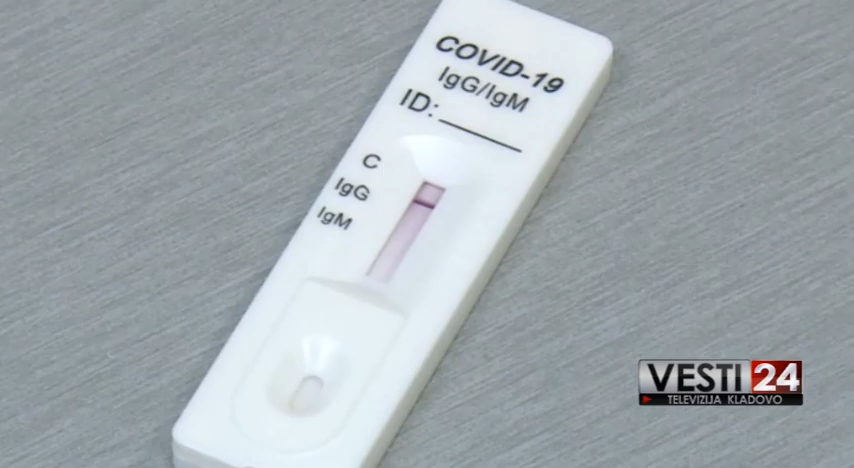 COVID-19
IgG/IgM
ID:
C
IgG
IgM
VESTI 24
TELEVIZIJA KLADOVO